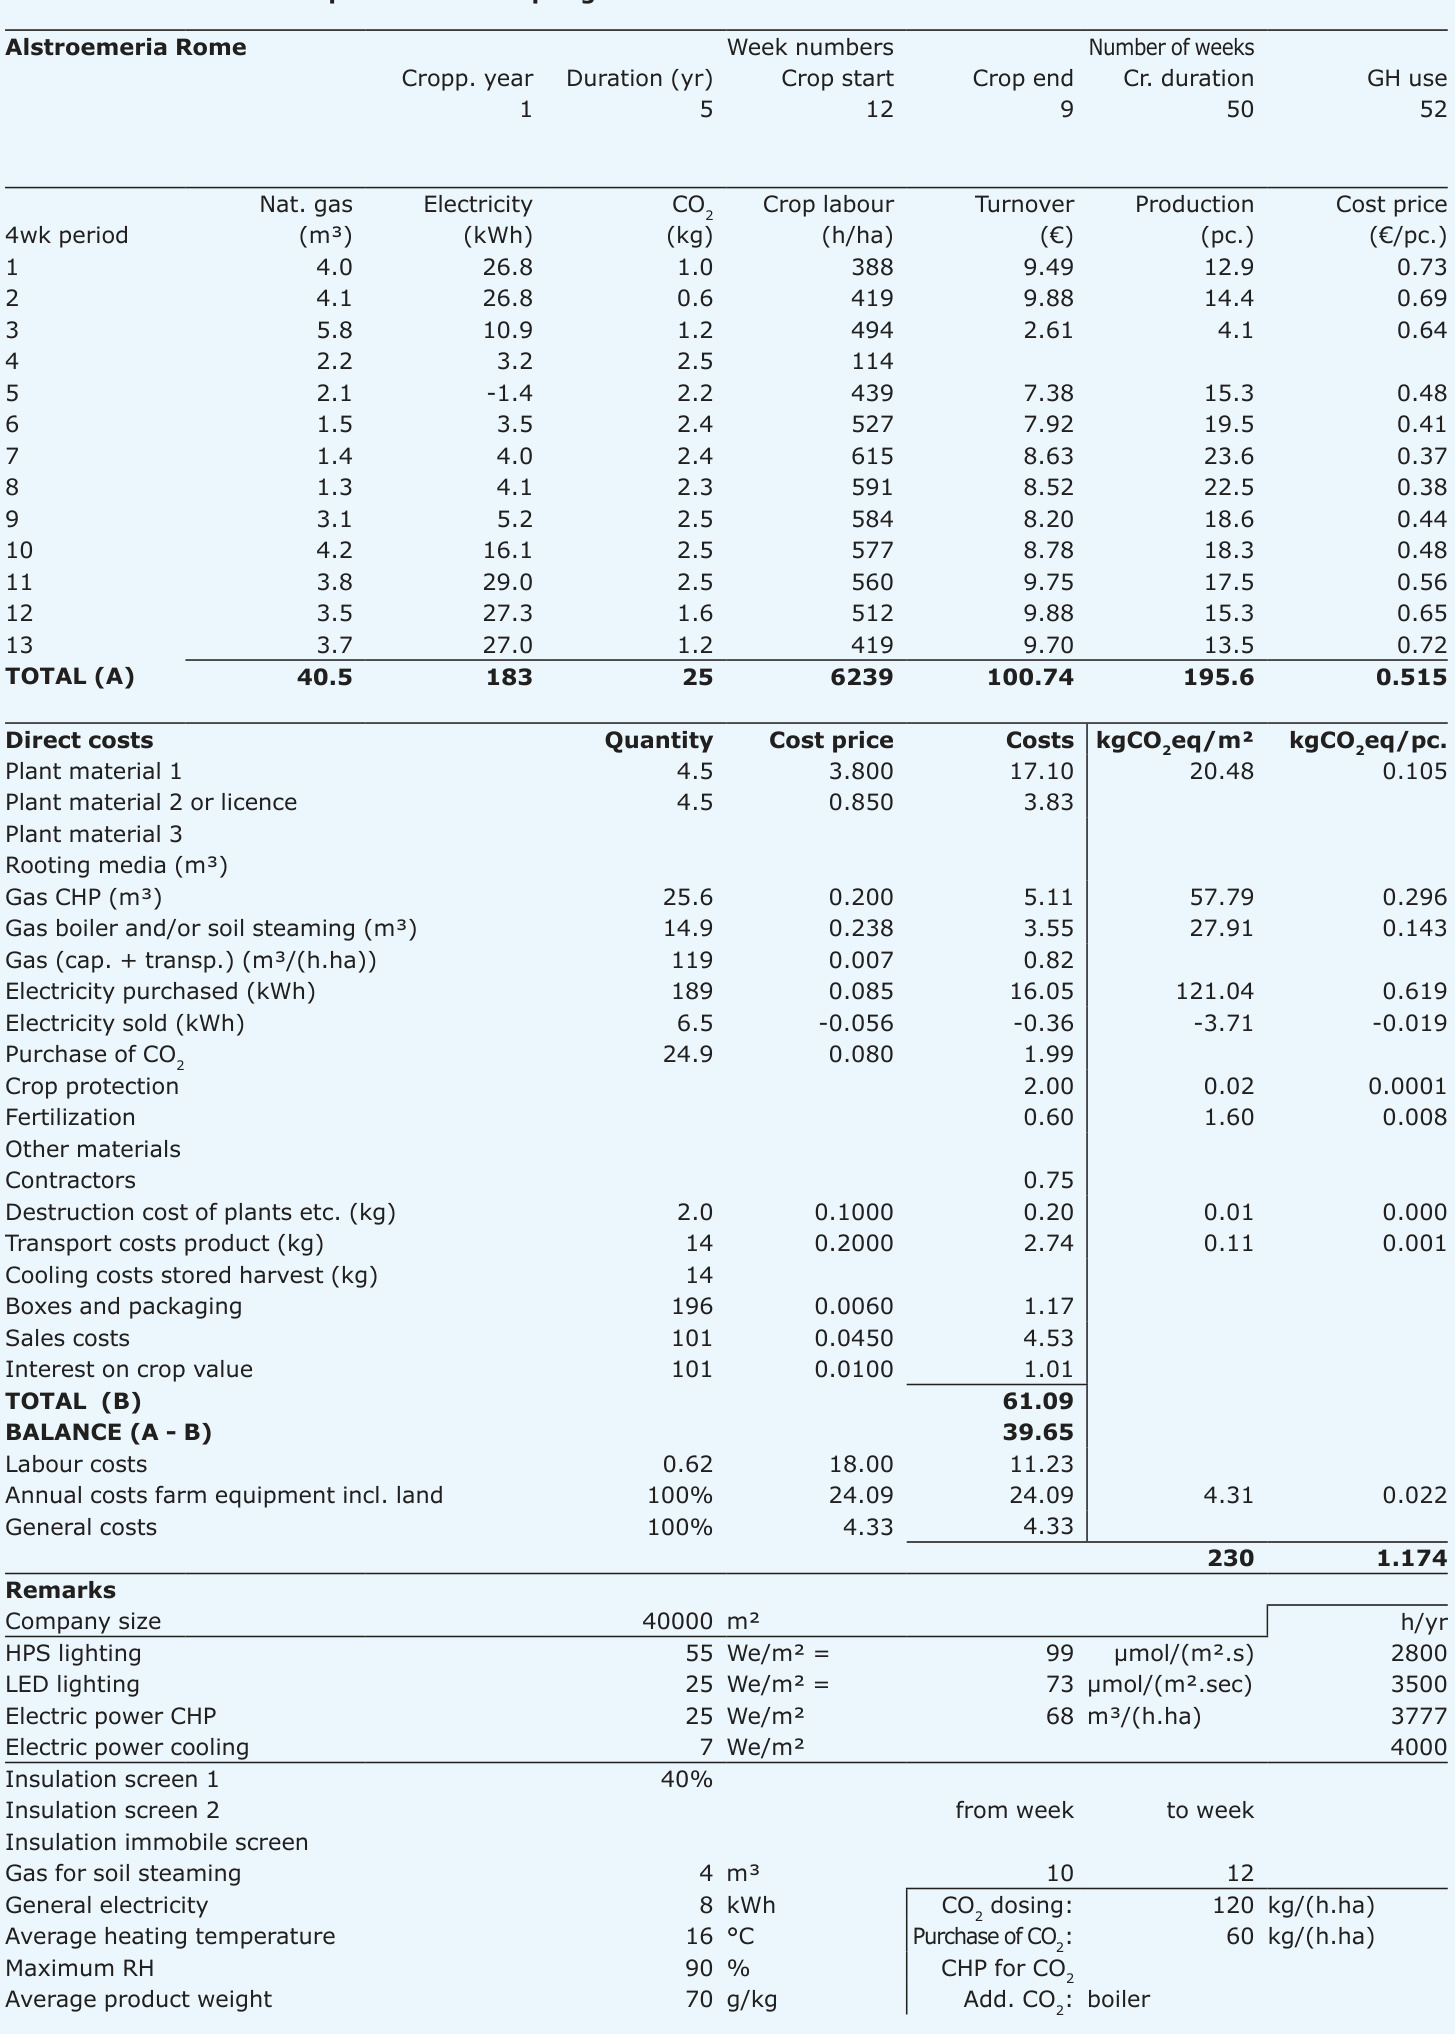 Alstroemeria Rome Week numbers Number of weeks
Cropp. year Duration (yr) Crop start Crop end Cr. duration GH use
1 5 12 9 50 52
Nat. gas Electricity CO₂ Crop labour Turnover Production Cost price
4wk period (m³) (kWh) (kg) (h/ha) (€) (pc.) (€/pc.)
1 4.0 26.8 1.0 388 9.49 12.9 0.73
2 4.1 26.8 0.6 419 9.88 14.4 0.69
3 5.8 10.9 1.2 494 2.61 4.1 0.64
4 2.2 3.2 2.5 114
5 2.1 -1.4 2.2 439 7.38 15.3 0.48
6 1.5 3.5 2.4 527 7.92 19.5 0.41
7 1.4 4.0 2.4 615 8.63 23.6 0.37
8 1.3 4.1 2.3 591 8.52 22.5 0.38
9 3.1 5.2 2.5 584 8.20 18.6 0.44
10 4.2 16.1 2.5 577 8.78 18.3 0.48
11 3.8 29.0 2.5 560 9.75 17.5 0.56
12 3.5 27.3 1.6 512 9.88 15.3 0.65
13 3.7 27.0 1.2 419 9.70 13.5 0.72
TOTAL (A) 40.5 183 25 6239 100.74 195.6 0.515
Direct costs Quantity Cost price Costs kgCO₂eq/m² kgCO₂eq/pc.
Plant material 1 4.5 3.800 17.10 20.48 0.105
Plant material 2 or licence 4.5 0.850 3.83
Plant material 3
Rooting media (m³)
Gas CHP (m³) 25.6 0.200 5.11 57.79 0.296
Gas boiler and/or soil steaming (m³) 14.9 0.238 3.55 27.91 0.143
Gas (cap. + transp.) (m³/(h.ha)) 119 0.007 0.82
Electricity purchased (kWh) 189 0.085 16.05 121.04 0.619
Electricity sold (kWh) 6.5 -0.056 -0.36 -3.71 -0.019
Purchase of CO₂ 24.9 0.080 1.99
Crop protection 2.00 0.02 0.0001
Fertilization 0.60 1.60 0.008
Other materials
Contractors 0.75
Destruction cost of plants etc. (kg) 2.0 0.1000 0.20 0.01 0.000
Transport costs product (kg) 14 0.2000 2.74 0.11 0.001
Cooling costs stored harvest (kg) 14
Boxes and packaging 196 0.0060 1.17
Sales costs 101 0.0450 4.53
Interest on crop value 101 0.0100 1.01
TOTAL (B) 61.09
BALANCE (A - B) 39.65
Labour costs 0.62 18.00 11.23
Annual costs farm equipment incl. land 100% 24.09 24.09 4.31 0.022
General costs 100% 4.33 4.33
230 1.174
Remarks
Company size 40000 m² h/yr
HPS lighting 55 We/m² = 99 µmol/(m².s) 2800
LED lighting 25 We/m² = 73 µmol/(m².sec) 3500
Electric power CHP 25 We/m² 68 m³/(h.ha) 3777
Electric power cooling 7 We/m² 4000
Insulation screen 1 40%
Insulation screen 2 from week to week
Insulation immobile screen
Gas for soil steaming 4 m³ 10 12
General electricity 8 kWh CO₂ dosing: 120 kg/(h.ha)
Average heating temperature 16 °C Purchase of CO₂: 60 kg/(h.ha)
Maximum RH 90 % CHP for CO₂
Average product weight 70 g/kg Add. CO₂: boiler